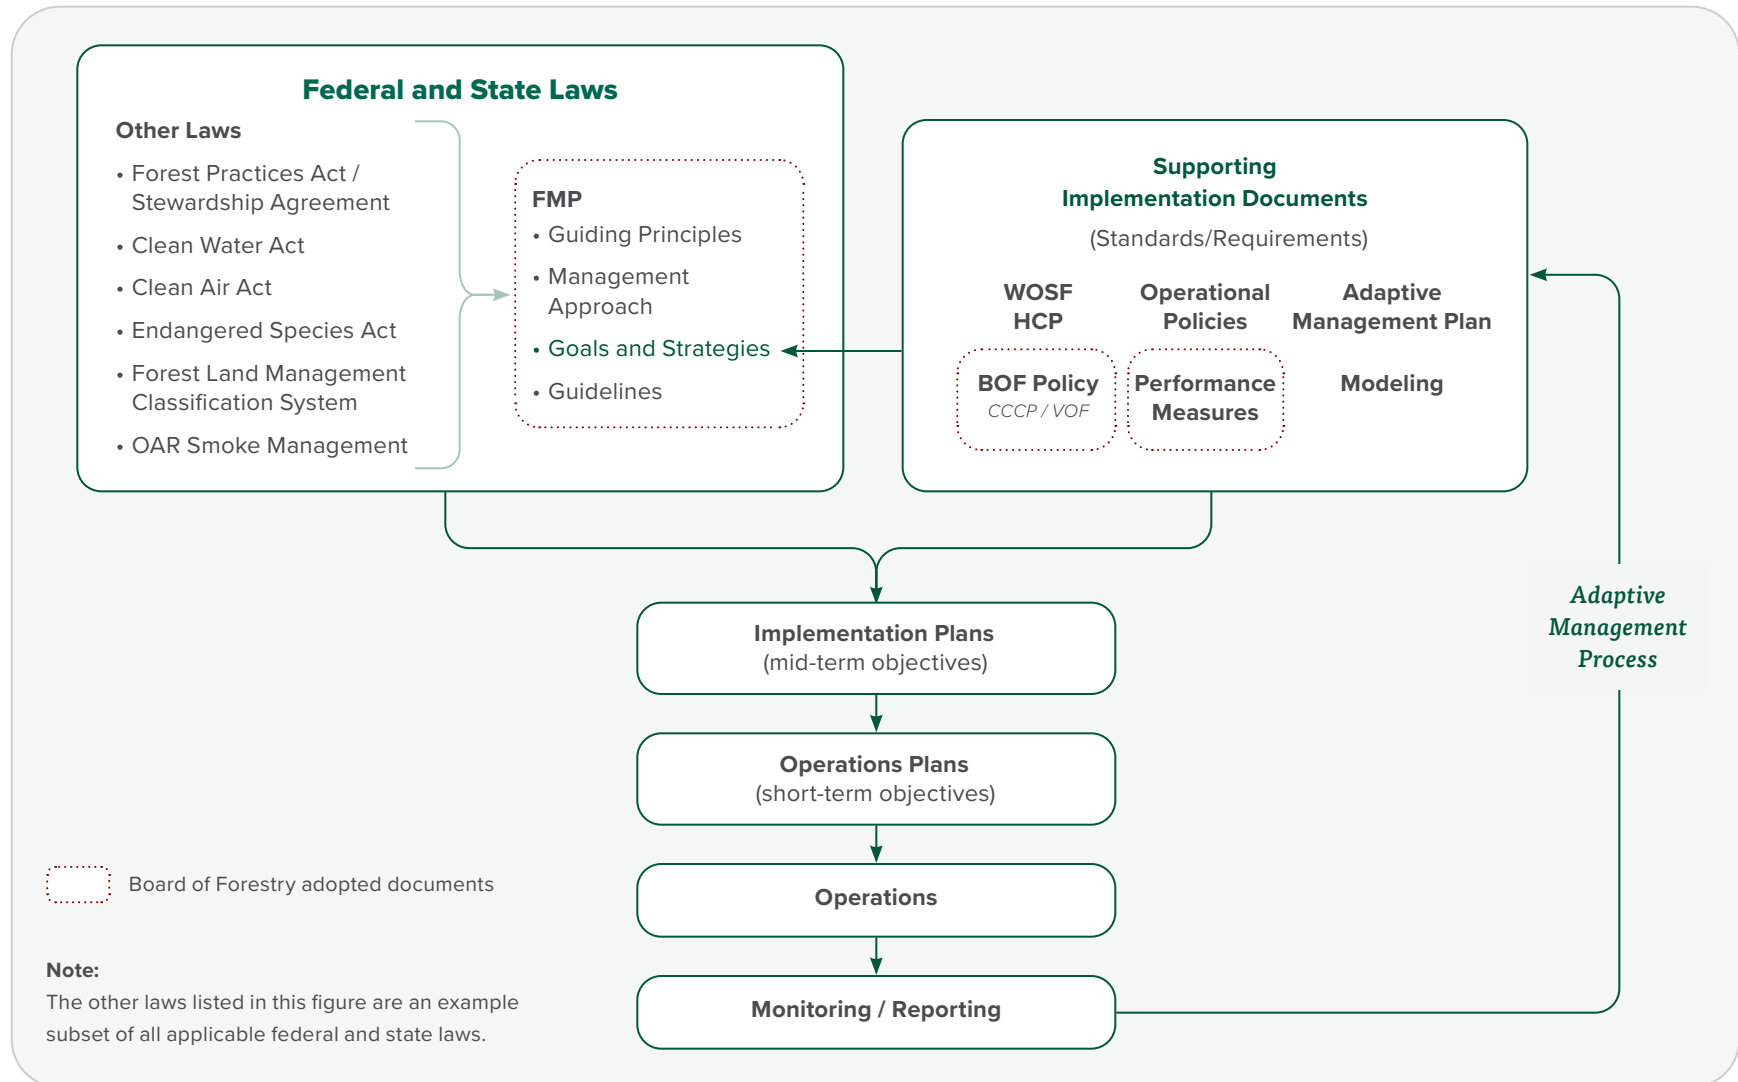 Federal and State Laws
Other Laws
• Forest Practices Act /
Stewardship Agreement
• Clean Water Act
• Clean Air Act
• Endangered Species Act
• Forest Land Management
Classification System
• OAR Smoke Management
FMP
• Guiding Principles
• Management
Approach
• Goals and Strategies
• Guidelines
Supporting
Implementation Documents
(Standards/Requirements)
WOSF
HCP
Operational
Policies
Adaptive
Management Plan
BOF Policy
CCCP / VOF
Performance
Measures
Modeling
Implementation Plans
(mid-term objectives)
Operations Plans
(short-term objectives)
Operations
Monitoring / Reporting
Adaptive
Management
Process
Board of Forestry adopted documents
Note:
The other laws listed in this figure are an example
subset of all applicable federal and state laws.